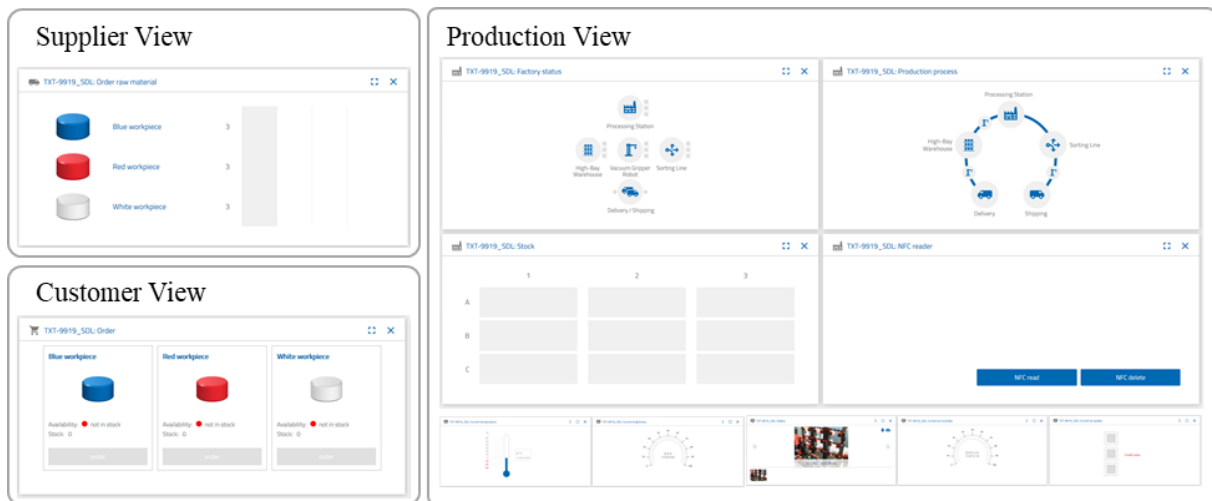 Supplier View
TXT-9919_SDL: Order raw material
Blue workpiece 3
Red workpiece 3
White workpiece 3
Customer View
TXT-9919_SDL: Order
Blue workpiece Red workpiece White workpiece
Availability: not in stock Availability: not in stock Availability: not in stock
Stock: 0 Stock: 0 Stock: 0
order order order
Production View
TXT-9919_SDL: Factory status
Processing Station
High-Bay Vacuum Gripper Sorting Line
Warehouse Robot
Delivery / Shipping
TXT-9919_SDL: Production process
Processing Station
High-Bay
Warehouse
Sorting Line
Delivery Shipping
TXT-9919_SDL: Stock
1 2 3
A
B
C
TXT-9919_SDL: NFC reader
NFC read NFC delete